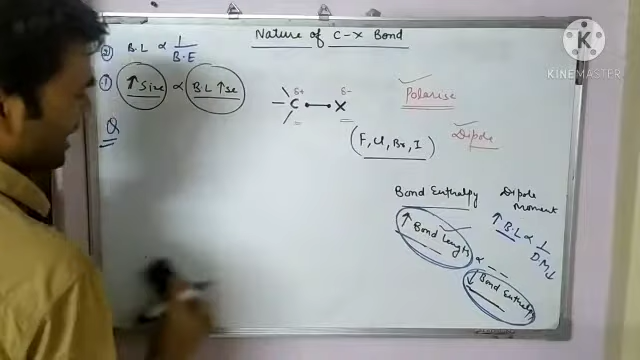 Nature of C-X Bond
② B.L ∝ 1/B.E
① ↑ Size ∝ B.L ↑ se
Q
δ+ δ-
C X
(F, Cl, Br, I)
Polarise
Dipole
Bond Enthalpy
↑ Bond Length ∝
↓ Bond Enthalpy
Dipole
Moment
↑ B.L ∝ 1/DM ↓
KINEMASTER